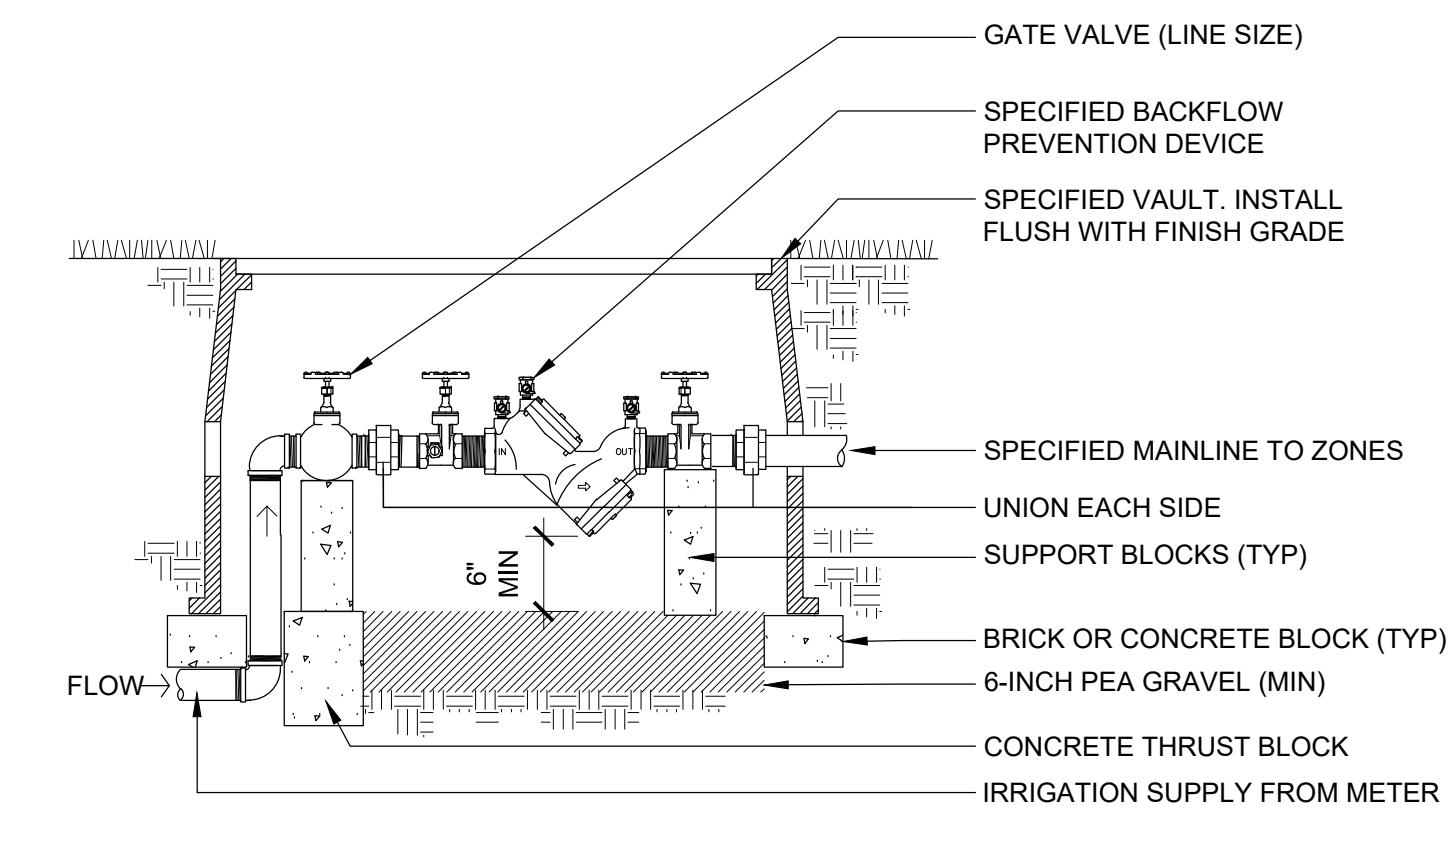 GATE VALVE (LINE SIZE)
SPECIFIED BACKFLOW
PREVENTION DEVICE
SPECIFIED VAULT. INSTALL
FLUSH WITH FINISH GRADE
IN
OUT
SPECIFIED MAINLINE TO ZONES
UNION EACH SIDE
SUPPORT BLOCKS (TYP)
6"
MIN
BRICK OR CONCRETE BLOCK (TYP)
6-INCH PEA GRAVEL (MIN)
FLOW
CONCRETE THRUST BLOCK
IRRIGATION SUPPLY FROM METER